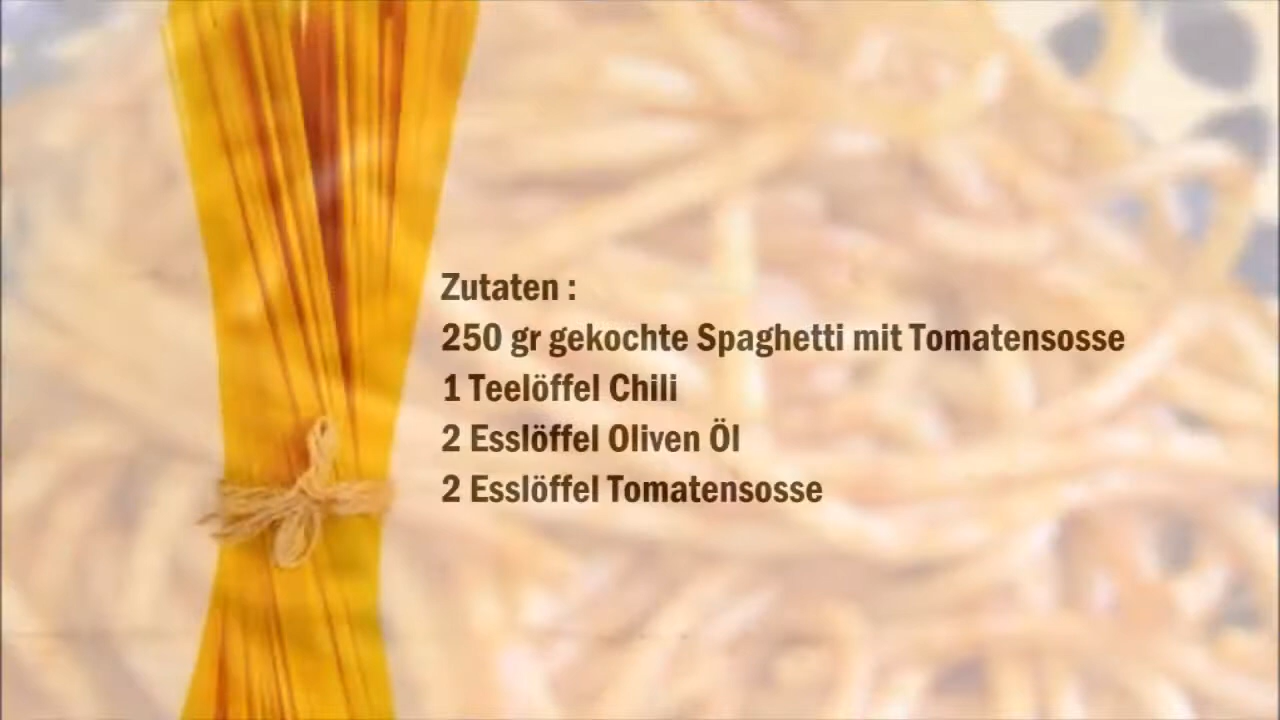 Zutaten :
250 gr gekochte Spaghetti mit Tomatensosse
1 Teelöffel Chili
2 Esslöffel Oliven Öl
2 Esslöffel Tomatensosse